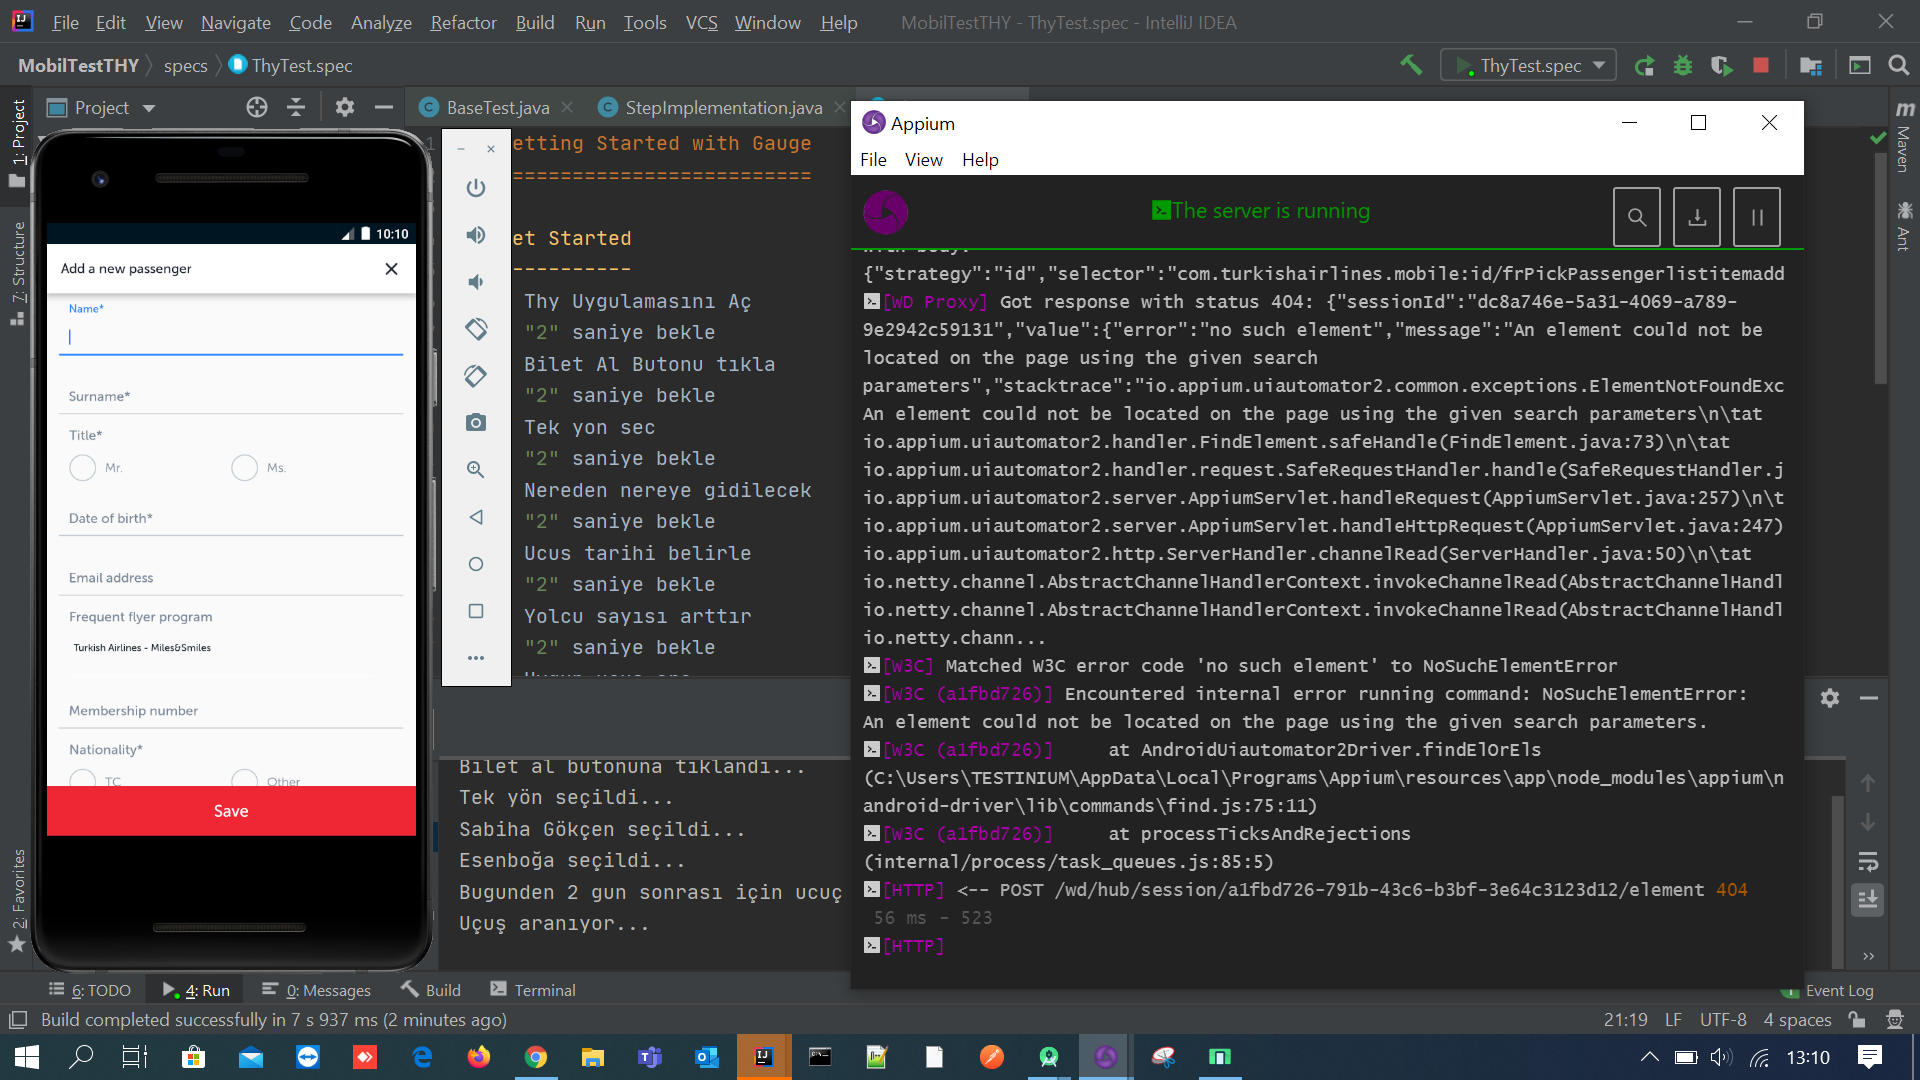 File Edit View Navigate Code Analyze Refactor Build Run Tools VCS Window Help MobilTestTHY - ThyTest.spec - IntelliJ IDEA
MobilTestTHY specs ThyTest.spec
ThyTest.spec
Project
BaseTest.java
StepImplementation.java
1: Project
7: Structure
2: Favorites
Maven
Ant
10:10
Add a new passenger
Name*
Surname*
Title*
Mr. Ms.
Date of birth*
Email address
Frequent flyer program
Turkish Airlines - Miles&Smiles
Membership number
Nationality*
TC Other
Save
1
etting Started with Gauge
=========================
et Started
----------
Thy Uygulamasını Aç
"2" saniye bekle
Bilet Al Butonu tıkla
"2" saniye bekle
Tek yon sec
"2" saniye bekle
Nereden nereye gidilecek
"2" saniye bekle
Ucus tarihi belirle
"2" saniye bekle
Yolcu sayısı arttır
"2" saniye bekle
Bilet al butonuna tıklandı...
Tek yön seçildi...
Sabiha Gökçen seçildi...
Esenboğa seçildi...
Bugunden 2 gun sonrası için ucuç
Uçuş aranıyor...
Appium
File View Help
The server is running
with body:
{"strategy":"id","selector":"com.turkishairlines.mobile:id/frPickPassengerlistitemadd
[WD Proxy] Got response with status 404: {"sessionId":"dc8a746e-5a31-4069-a789-
9e2942c59131","value":{"error":"no such element","message":"An element could not be
located on the page using the given search
parameters","stacktrace":"io.appium.uiautomator2.common.exceptions.ElementNotFoundExc
An element could not be located on the page using the given search parameters\n\tat
io.appium.uiautomator2.handler.FindElement.safeHandle(FindElement.java:73)\n\tat
io.appium.uiautomator2.handler.request.SafeRequestHandler.handle(SafeRequestHandler.j
io.appium.uiautomator2.server.AppiumServlet.handleRequest(AppiumServlet.java:257)\n\t
io.appium.uiautomator2.server.AppiumServlet.handleHttpRequest(AppiumServlet.java:247)
io.appium.uiautomator2.http.ServerHandler.channelRead(ServerHandler.java:50)\n\tat
io.netty.channel.AbstractChannelHandlerContext.invokeChannelRead(AbstractChannelHandl
io.netty.channel.AbstractChannelHandlerContext.invokeChannelRead(AbstractChannelHandl
io.netty.chann...
[W3C] Matched W3C error code 'no such element' to NoSuchElementError
[W3C (a1fbd726)] Encountered internal error running command: NoSuchElementError:
An element could not be located on the page using the given search parameters.
[W3C (a1fbd726)] at AndroidUiautomator2Driver.findElOrEls
(C:\Users\TESTINIUM\AppData\Local\Programs\Appium\resources\app\node_modules\appium\n
android-driver\lib\commands\find.js:75:11)
[W3C (a1fbd726)] at processTicksAndRejections
(internal/process/task_queues.js:85:5)
[HTTP] <-- POST /wd/hub/session/a1fbd726-791b-43c6-b3bf-3e64c3123d12/element 404
56 ms - 523
[HTTP]
6: TODO 4: Run 0: Messages Build Terminal Event Log
Build completed successfully in 7 s 937 ms (2 minutes ago) 21:19 LF UTF-8 4 spaces
13:10